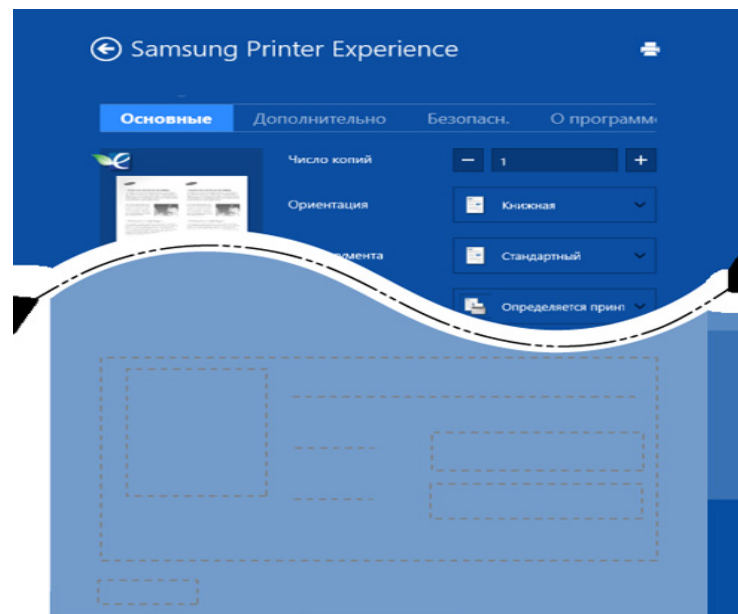 Samsung Printer Experience
Основные Дополнительно Безопасн. О программ
Число копий 1
Ориентация Книжная
Стандартный
Определяется принт